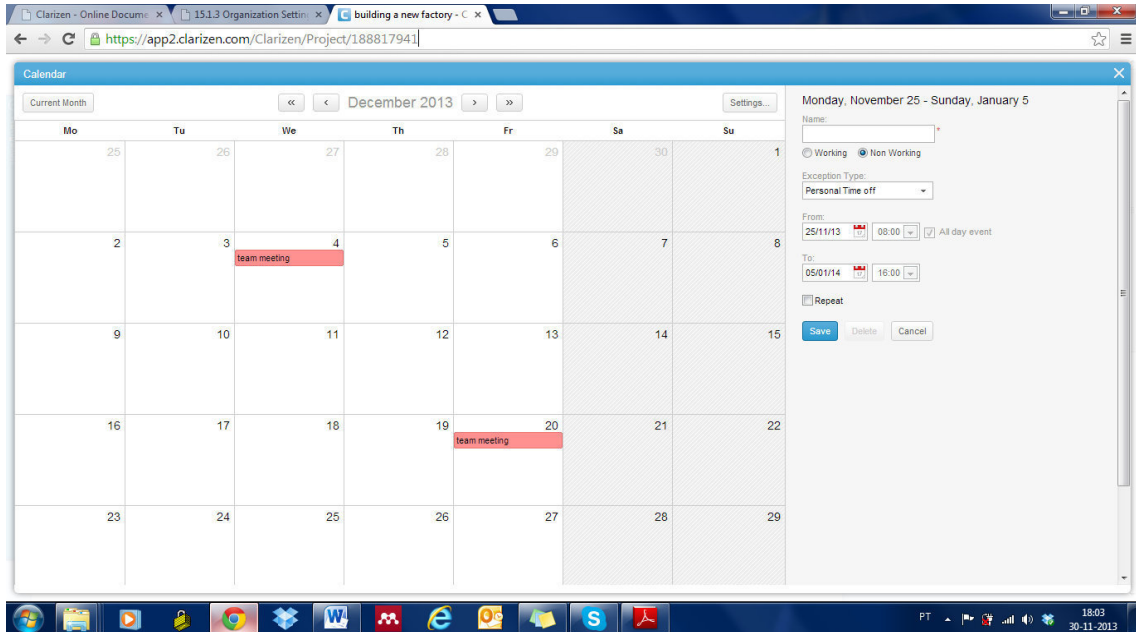 Clarizen - Online Docume
15.1.3 Organization Settin
building a new factory - C
https://app2.clarizen.com/Clarizen/Project/188817941
Calendar
Current Month
December 2013
Settings...
Mo Tu We Th Fr Sa Su
25 26 27 28 29 30 1
2 3 4 5 6 7 8
team meeting
9 10 11 12 13 14 15
16 17 18 19 20 21 22
team meeting
23 24 25 26 27 28 29
Monday, November 25 - Sunday, January 5
Name:
*
Working Non Working
Exception Type:
Personal Time off
From:
25/11/13 17 08:00 All day event
To:
05/01/14 17 16:00
Repeat
Save Delete Cancel
PT
18:03
30-11-2013